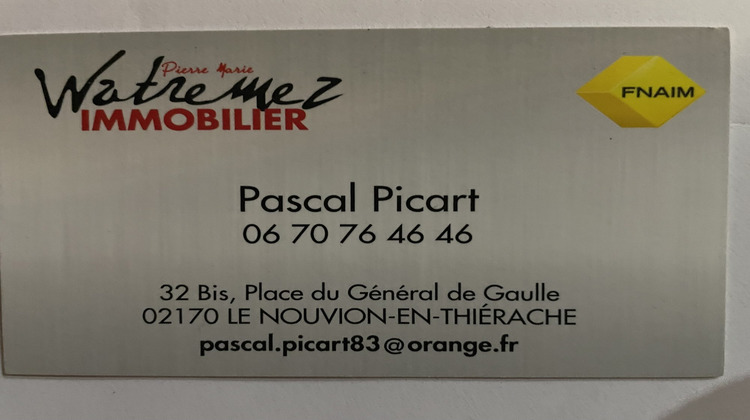 Pierre Marie
Watremez
IMMOBILIER
FNAIM
Pascal Picart
06 70 76 46 46
32 Bis, Place du Général de Gaulle
02170 LE NOUVION-EN-THIÉRACHE
pascal.picart83@orange.fr